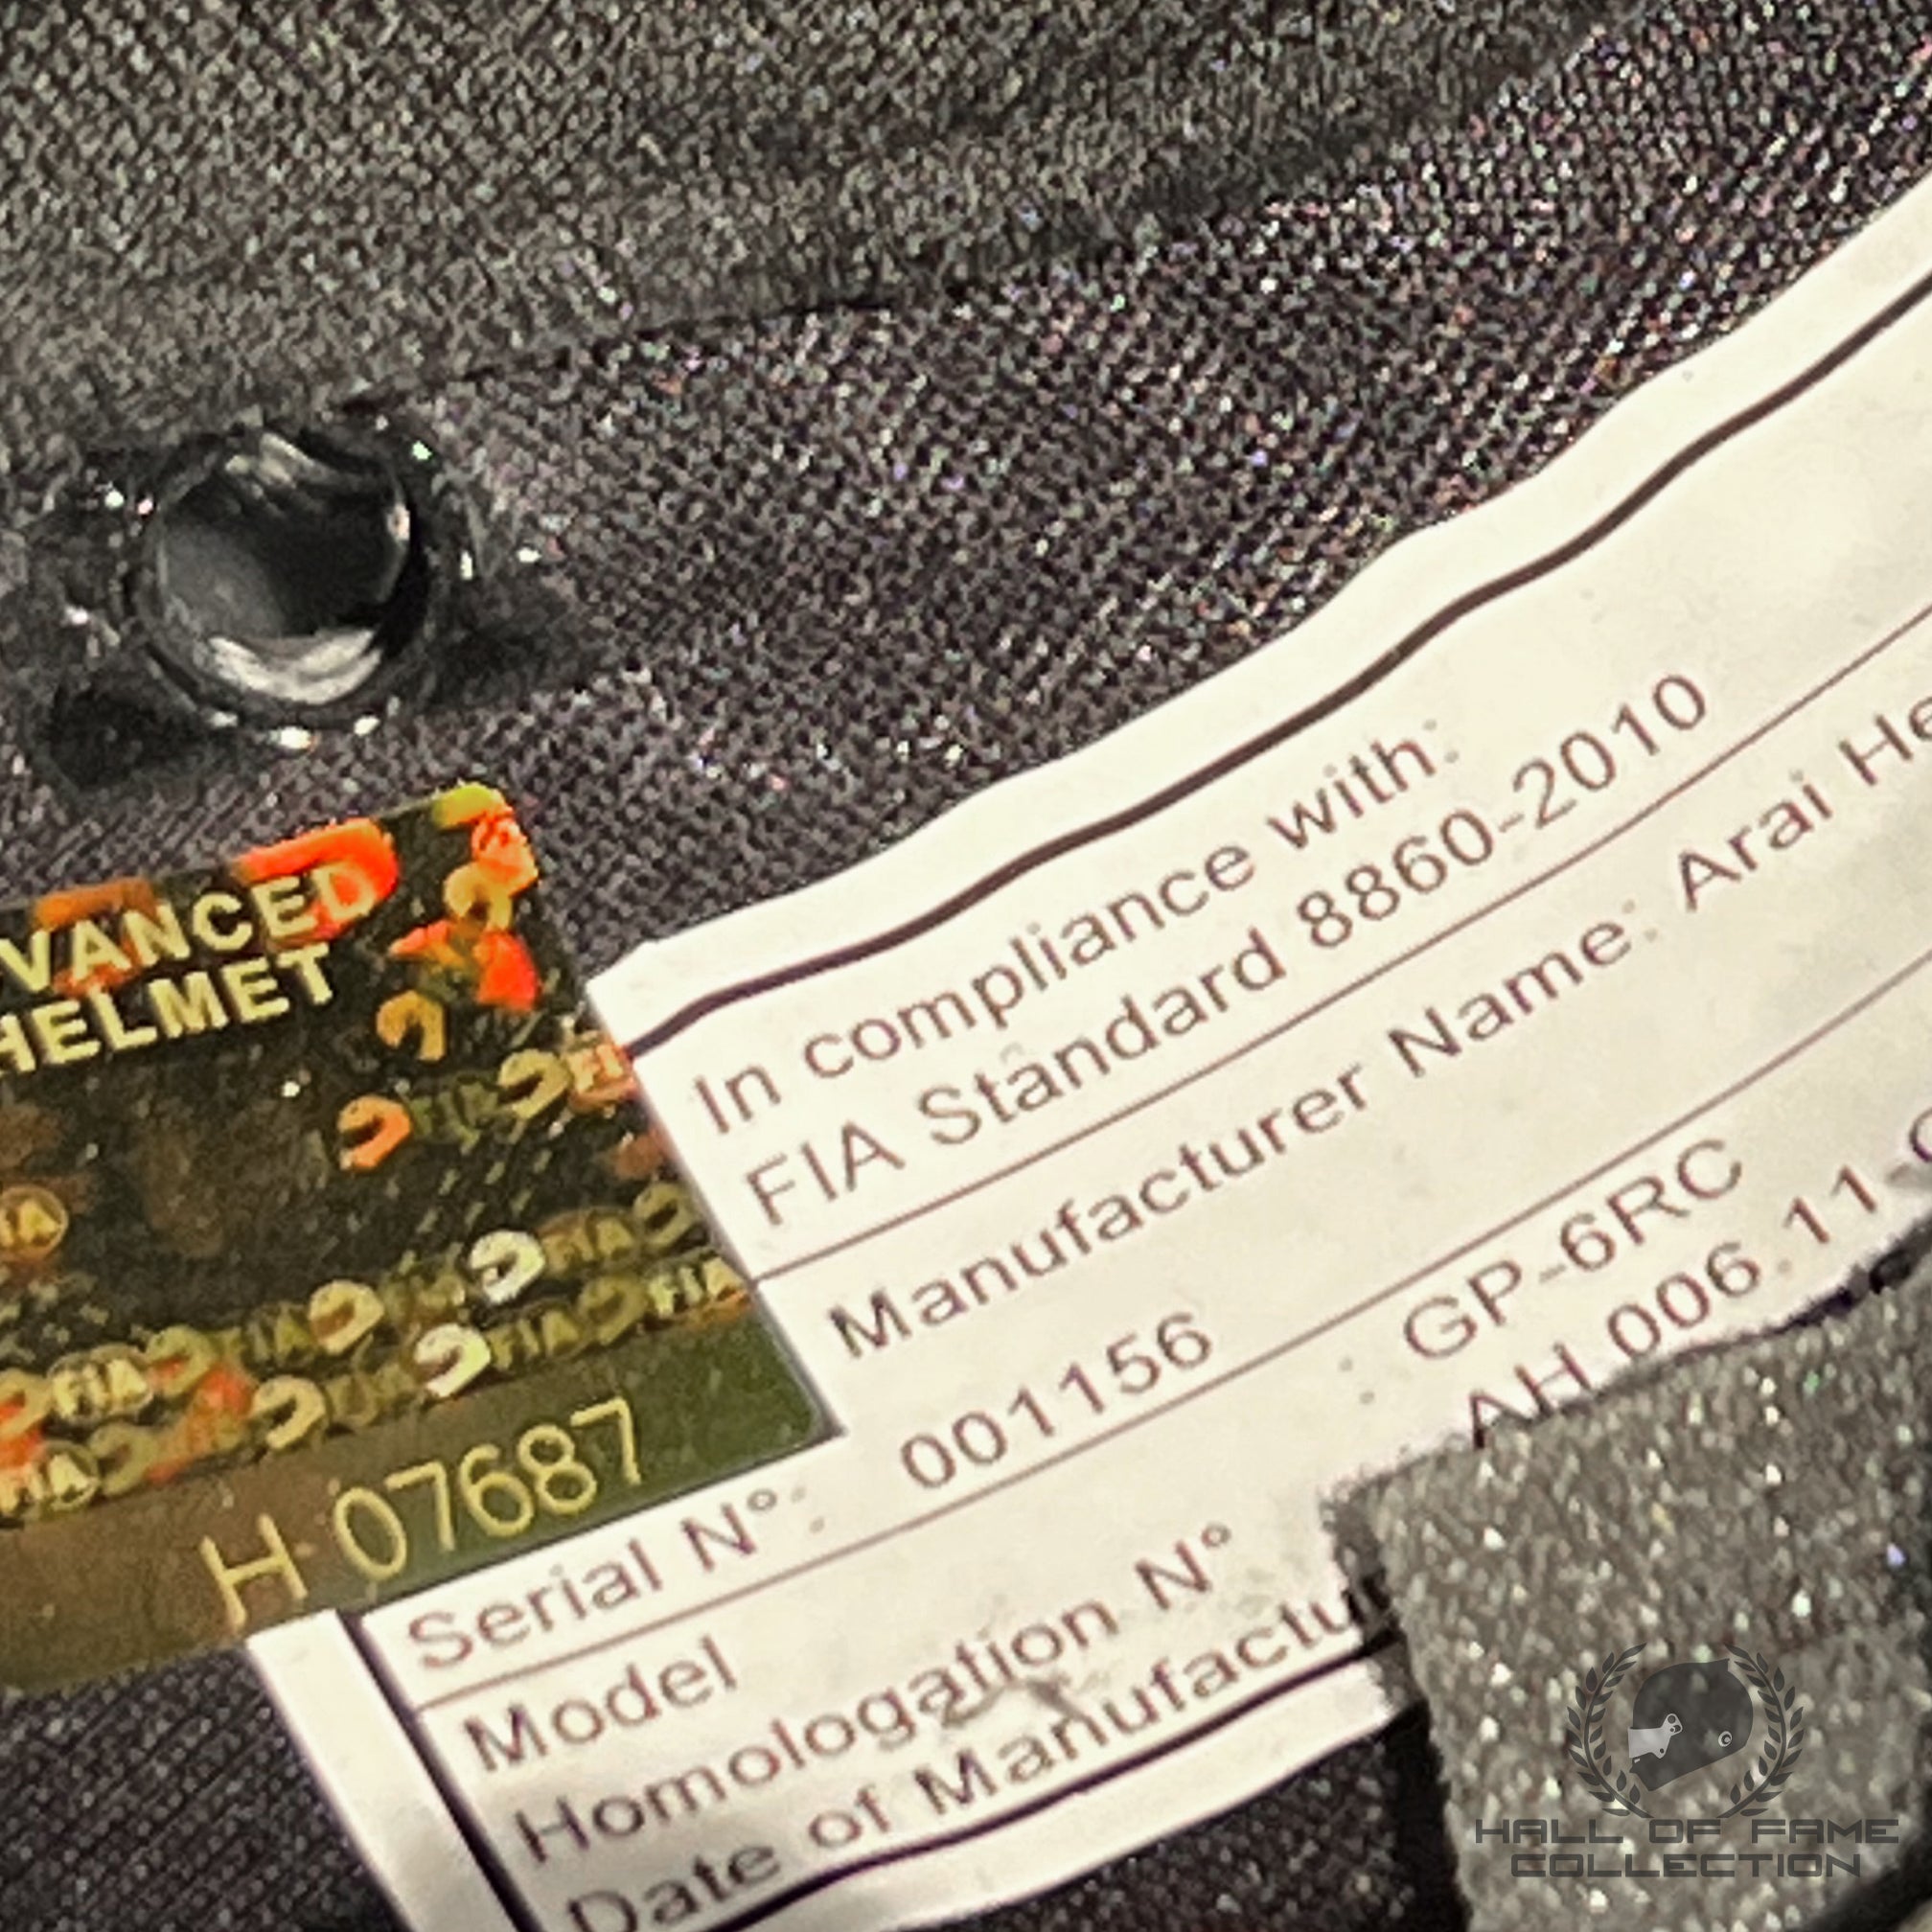 VANCED
HELMET
H 07687
In compliance with:
FIA Standard 8860-2010
Manufacturer Name: Arai He
Serial N°: 001156
Model : GP-6RC
Homologation N° AH.006.11-
Date of Manufactu
HALL OF FAME
COLLECTION